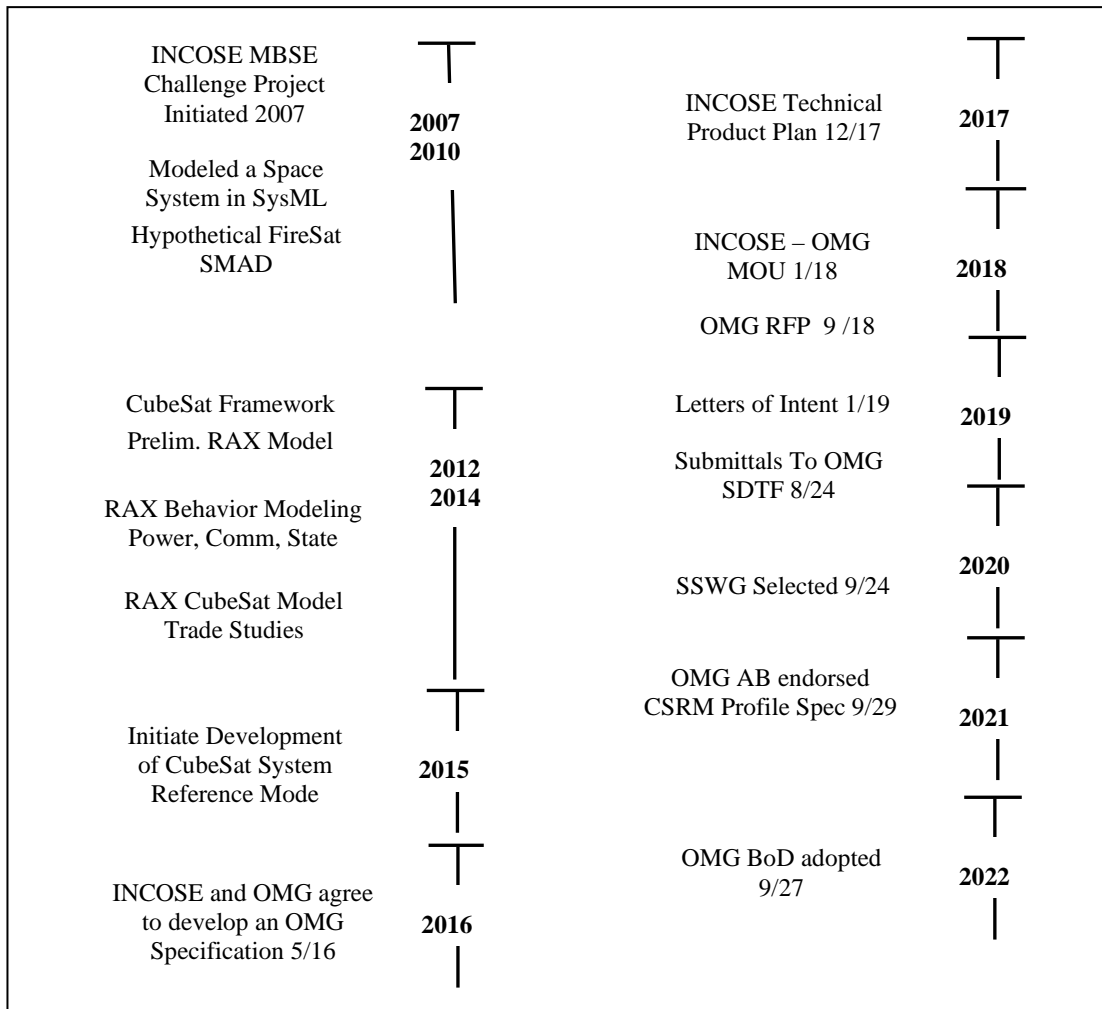 INCOSE MBSE
Challenge Project
Initiated 2007
2007
2010
Modeled a Space
System in SysML
Hypothetical FireSat
SMAD
CubeSat Framework
Prelim. RAX Model
2012
2014
RAX Behavior Modeling
Power, Comm, State
RAX CubeSat Model
Trade Studies
Initiate Development
of CubeSat System
Reference Mode
2015
INCOSE and OMG agree
to develop an OMG
Specification 5/16
2016
INCOSE Technical
Product Plan 12/17
2017
INCOSE – OMG
MOU 1/18
2018
OMG RFP 9 /18
Letters of Intent 1/19
2019
Submittals To OMG
SDTF 8/24
SSWG Selected 9/24
2020
OMG AB endorsed
CSRM Profile Spec 9/29
2021
OMG BoD adopted
9/27
2022